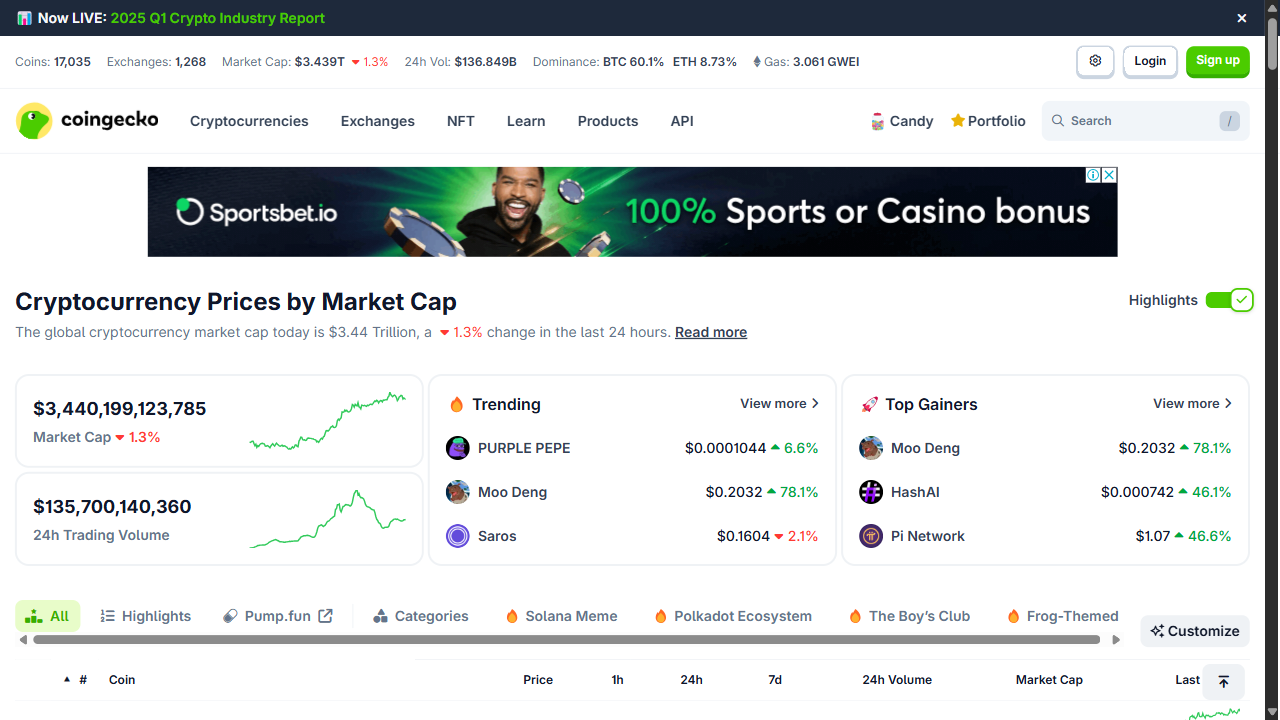 Now LIVE: 2025 Q1 Crypto Industry Report
Coins: 17,035 Exchanges: 1,268 Market Cap: $3.439T 1.3% 24h Vol: $136.849B Dominance: BTC 60.1% ETH 8.73% Gas: 3.061 GWEI
Login
Sign up
coingecko
Cryptocurrencies Exchanges NFT Learn Products API
Candy Portfolio
Search /
Sportsbet.io 100% Sports or Casino bonus
Cryptocurrency Prices by Market Cap
Highlights
The global cryptocurrency market cap today is $3.44 Trillion, a 1.3% change in the last 24 hours. Read more
$3,440,199,123,785
Market Cap 1.3%
$135,700,140,360
24h Trading Volume
Trending View more
PURPLE PEPE $0.0001044 6.6%
Moo Deng $0.2032 78.1%
Saros $0.1604 2.1%
Top Gainers View more
Moo Deng $0.2032 78.1%
HashAI $0.000742 46.1%
Pi Network $1.07 46.6%
All Highlights Pump.fun Categories Solana Meme Polkadot Ecosystem The Boy’s Club Frog-Themed
Customize
# Coin Price 1h 24h 7d 24h Volume Market Cap Last